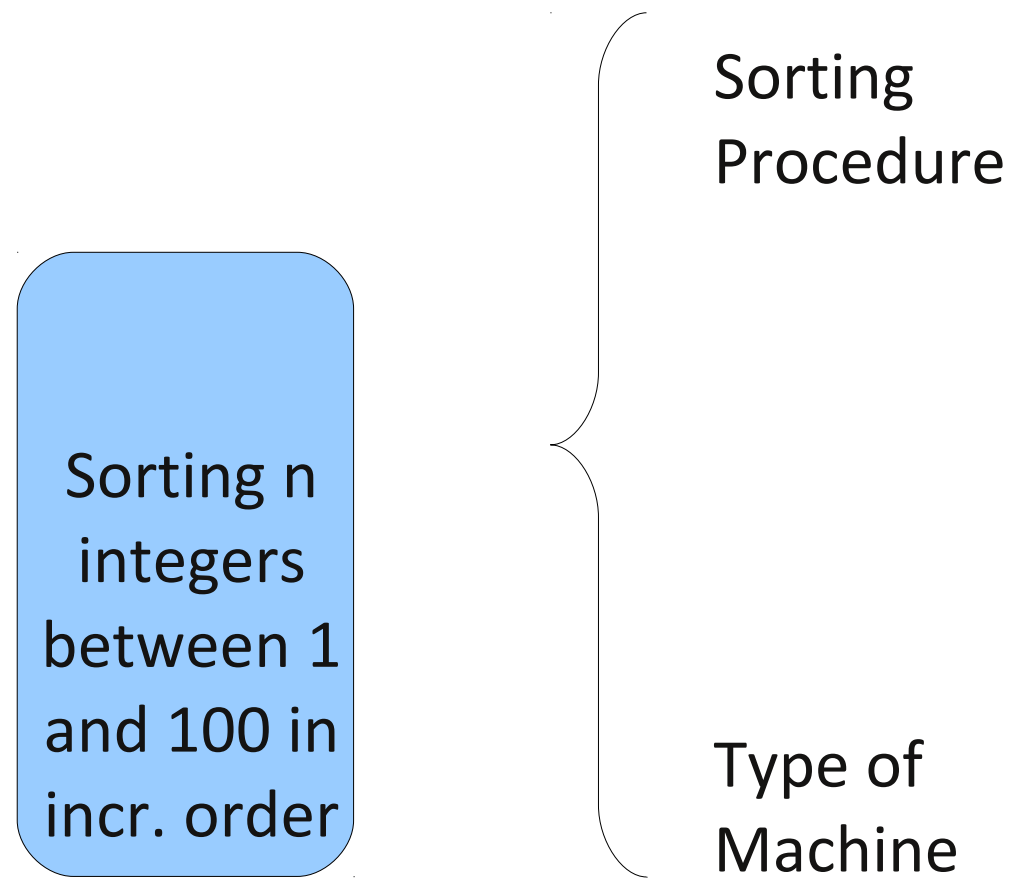 Sorting n
integers
between 1
and 100 in
incr. order
Sorting
Procedure
Type of
Machine